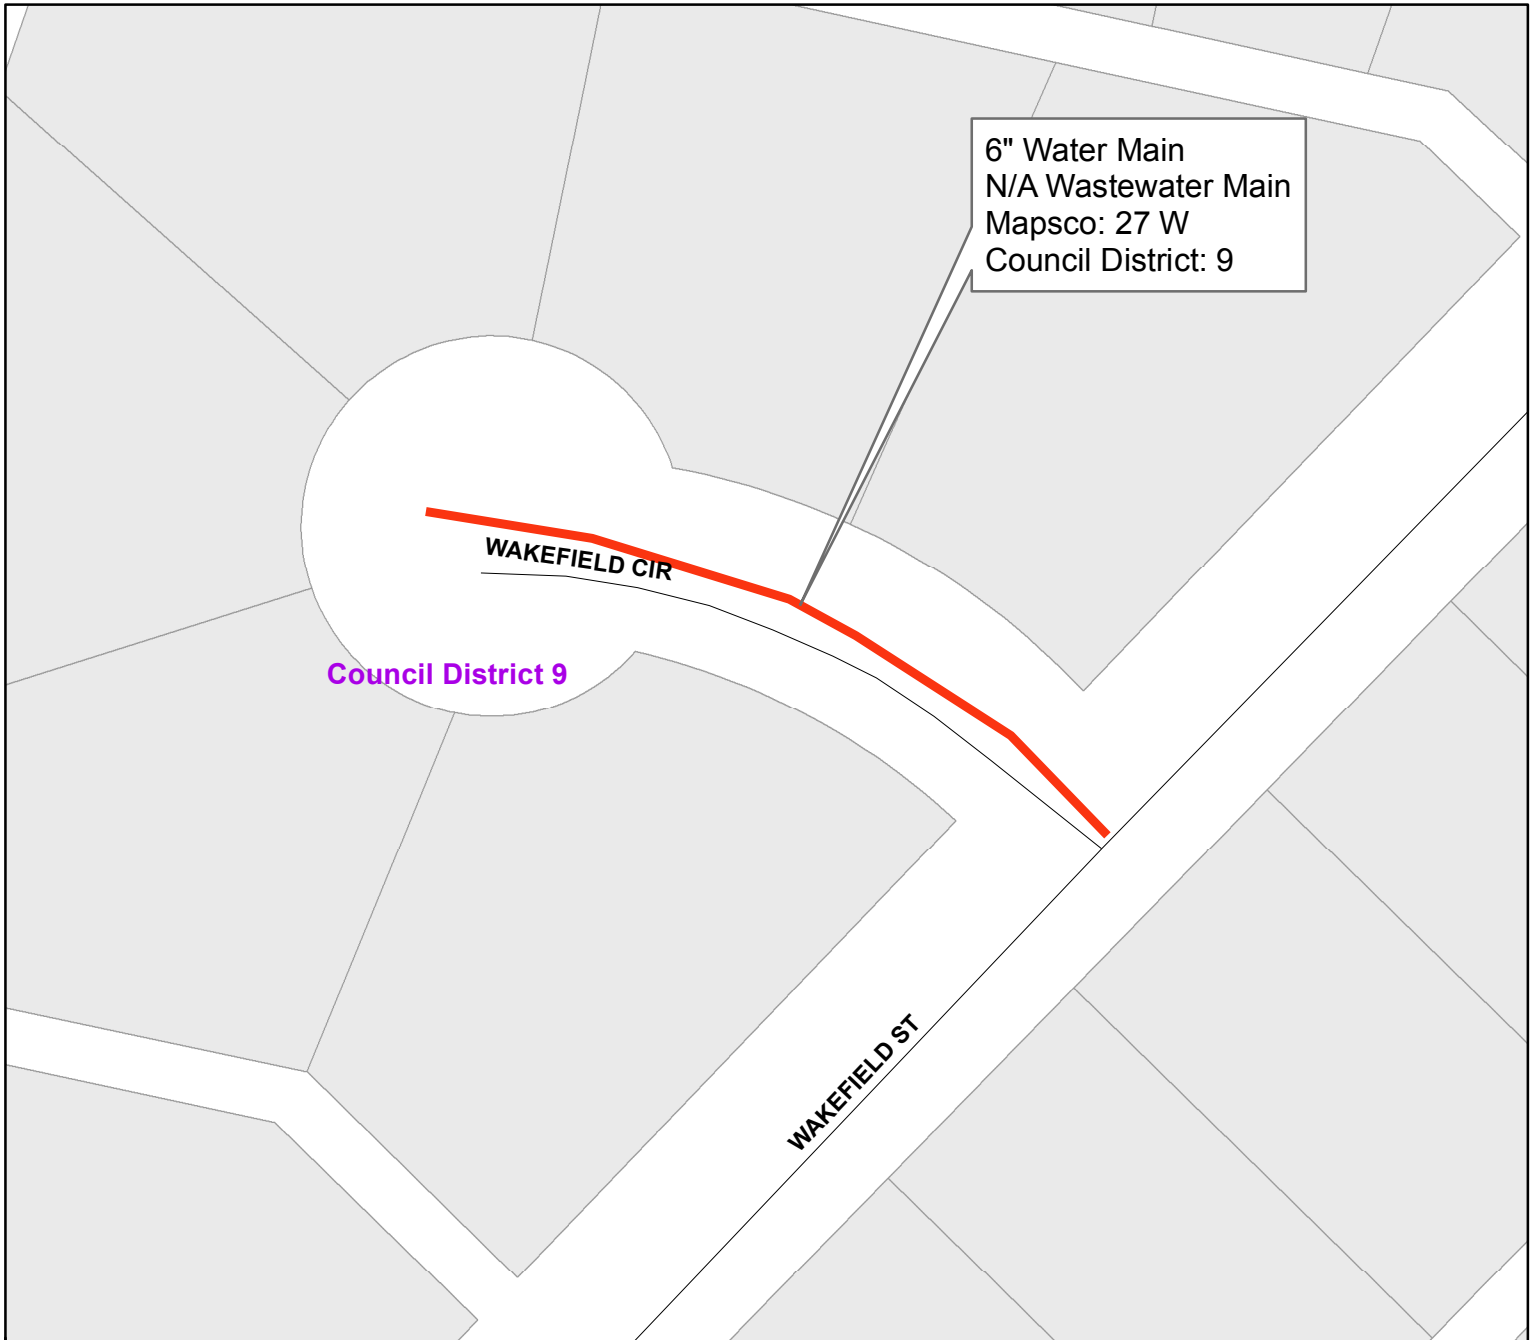 6" Water Main
N/A Wastewater Main
Mapsco: 27 W
Council District: 9
WAKEFIELD CIR
Council District 9
WAKEFIELD ST